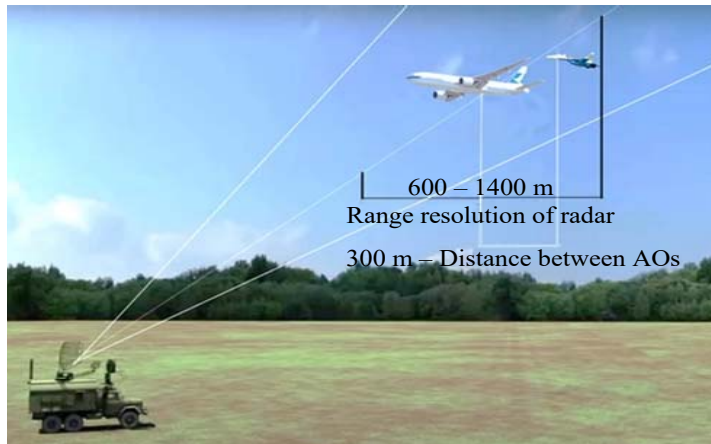 600 – 1400 m
Range resolution of radar
300 m – Distance between AOs